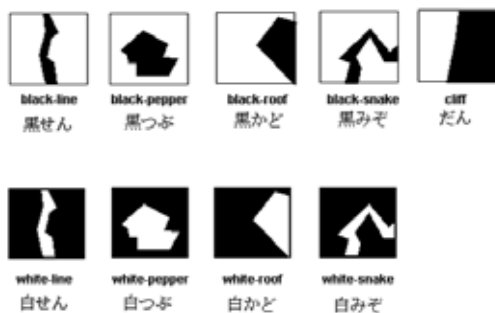 black-line black-pepper black-roof black-snake cliff
黒せん 黒つぶ 黒かど 黒みぞ だん
white-line white-pepper white-roof white-snake
白せん 白つぶ 白かど 白みぞ